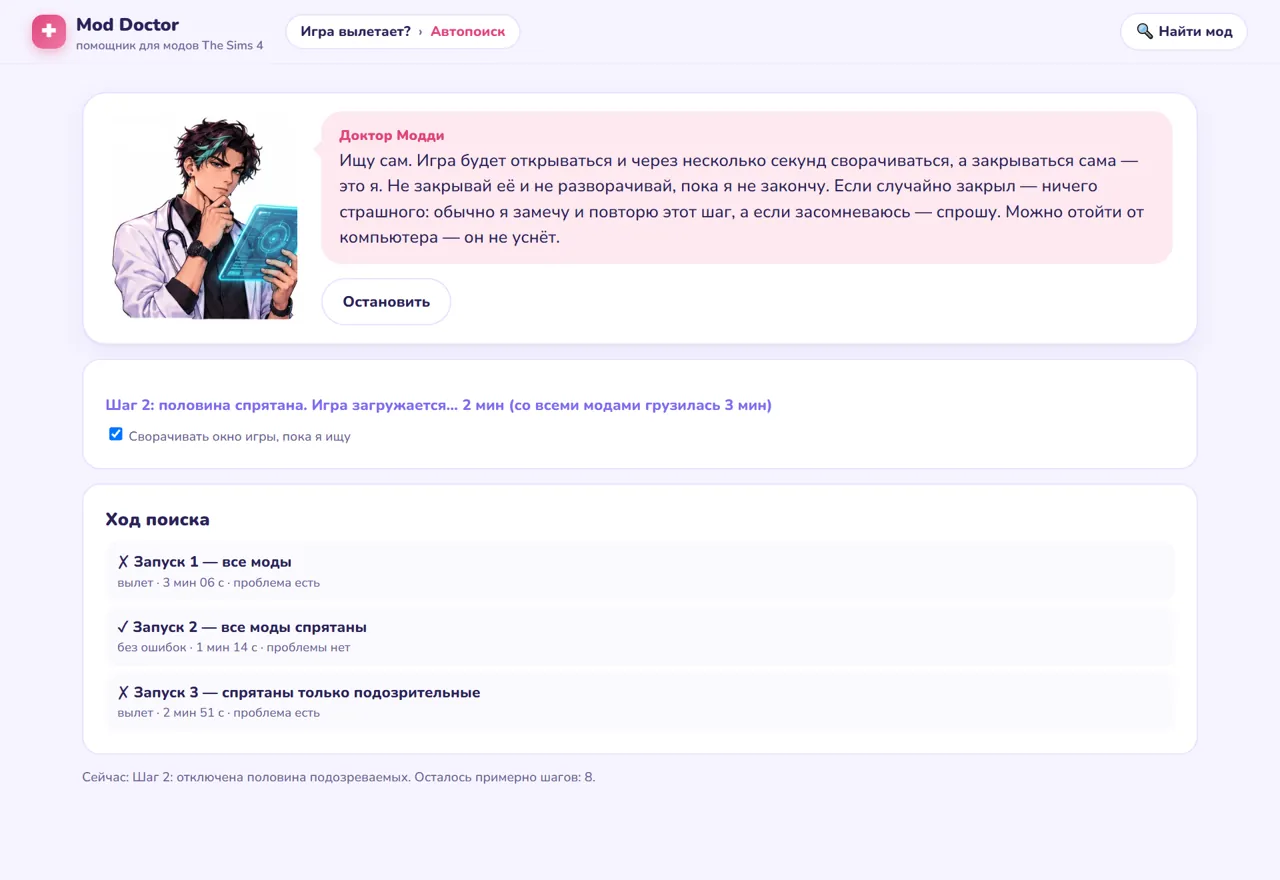 Mod Doctor
помощник для модов The Sims 4
Игра вылетает? › Автопоиск
🔍 Найти мод
Доктор Модди
Ищу сам. Игра будет открываться и через несколько секунд сворачиваться, а закрываться сама —
это я. Не закрывай её и не разворачивай, пока я не закончу. Если случайно закрыл — ничего
страшного: обычно я замечу и повторю этот шаг, а если засомневаюсь — спрошу. Можно отойти от
компьютера — он не уснёт.
Остановить
Шаг 2: половина спрятана. Игра загружается… 2 мин (со всеми модами грузилась 3 мин)
Сворачивать окно игры, пока я ищу
Ход поиска
✗ Запуск 1 — все моды
вылет · 3 мин 06 с · проблема есть
✓ Запуск 2 — все моды спрятаны
без ошибок · 1 мин 14 с · проблемы нет
✗ Запуск 3 — спрятаны только подозрительные
вылет · 2 мин 51 с · проблема есть
Сейчас: Шаг 2: отключена половина подозреваемых. Осталось примерно шагов: 8.